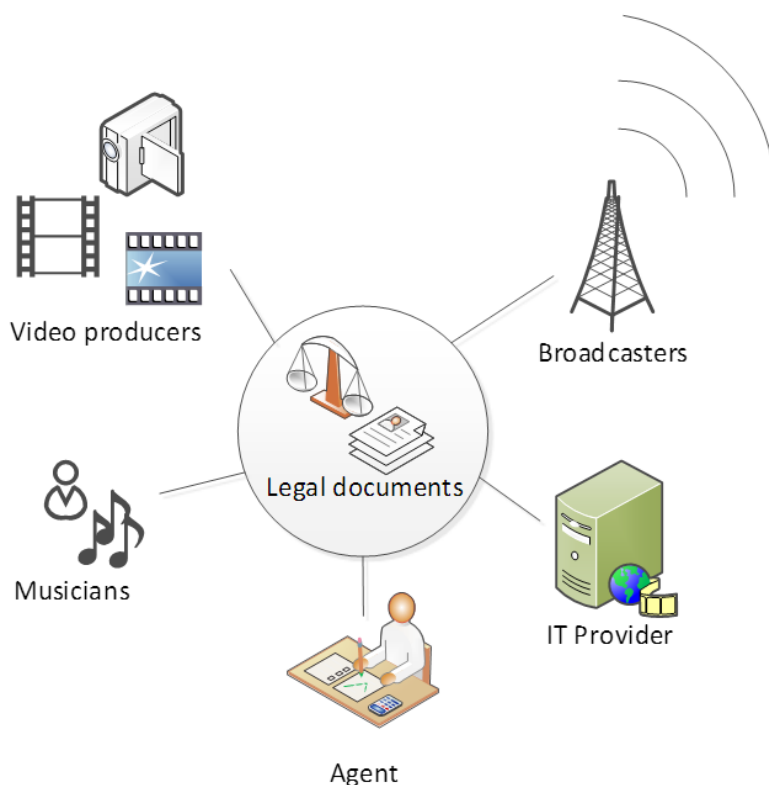 Video producers
Broadcasters
Legal documents
Musicians
IT Provider
Agent